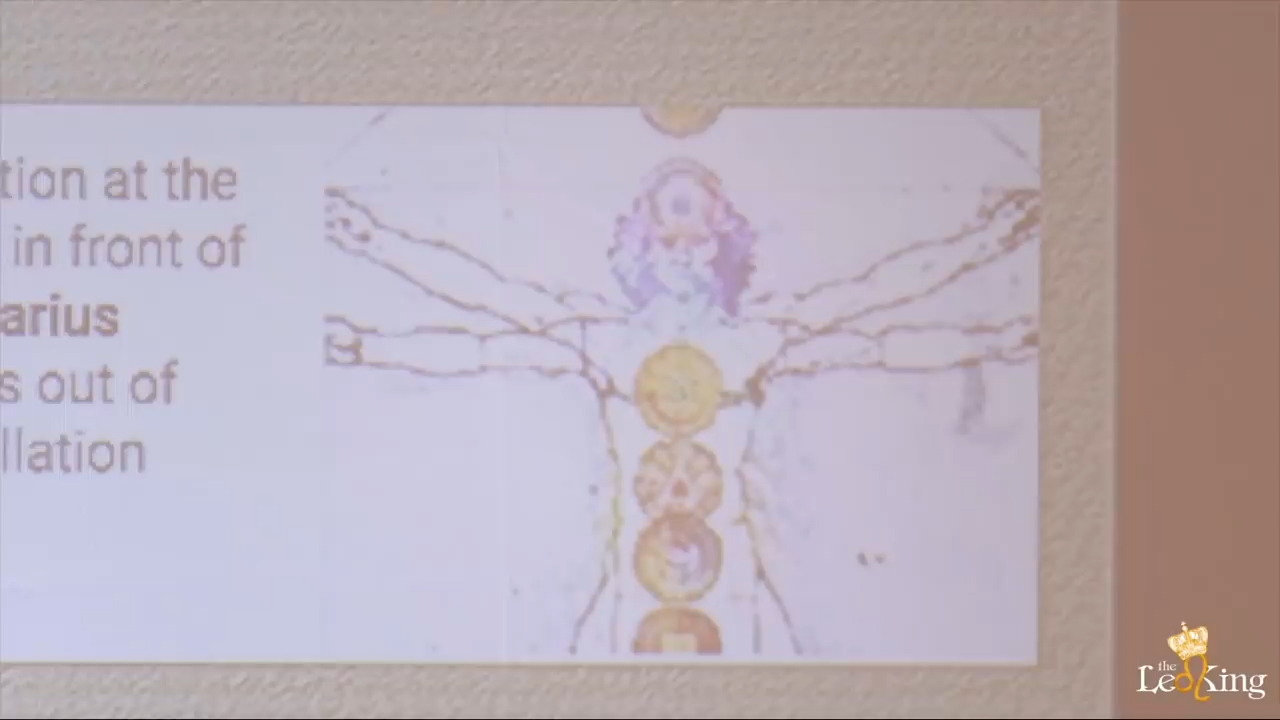 tion at the
in front of
arius
s out of
llation
the
LeoKing